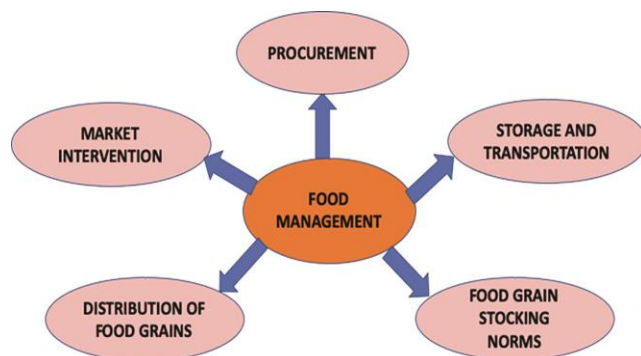 PROCUREMENT
MARKET
INTERVENTION
STORAGE AND
TRANSPORTATION
FOOD
MANAGEMENT
DISTRIBUTION OF
FOOD GRAINS
FOOD GRAIN
STOCKING
NORMS